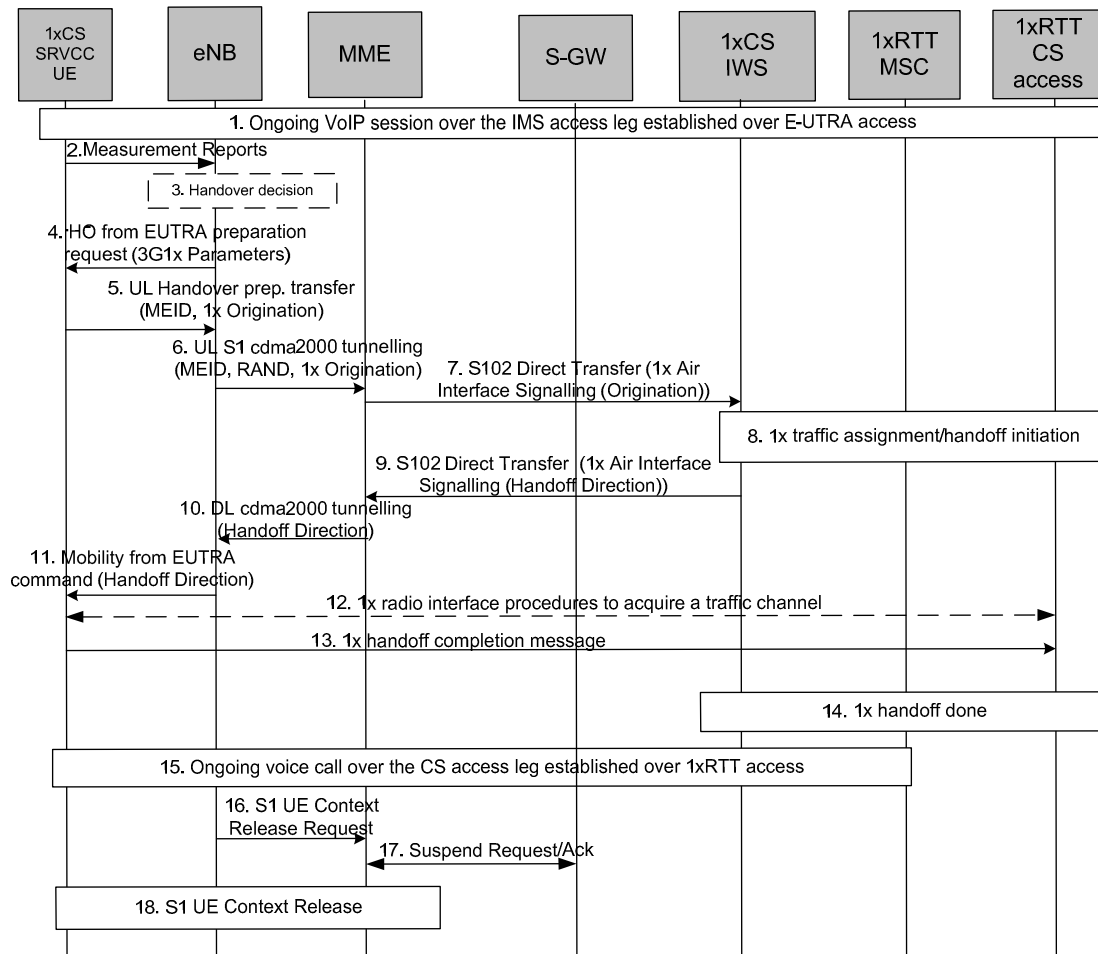 1xCS
SRVCC
UE
eNB
MME
S-GW
1xCS
IWS
1xRTT
MSC
1xRTT
CS
access
1. Ongoing VoIP session over the IMS access leg established over E-UTRA access
2.Measurement Reports
3. Handover decision
4. HO from EUTRA preparation
request (3G1x Parameters)
5. UL Handover prep. transfer
(MEID, 1x Origination)
6. UL S1 cdma2000 tunnelling
(MEID, RAND, 1x Origination)
7. S102 Direct Transfer (1x Air
Interface Signalling (Origination))
8. 1x traffic assignment/handoff initiation
9. S102 Direct Transfer (1x Air Interface
Signalling (Handoff Direction))
10. DL cdma2000 tunnelling
(Handoff Direction)
11. Mobility from EUTRA
command (Handoff Direction)
12. 1x radio interface procedures to acquire a traffic channel
13. 1x handoff completion message
14. 1x handoff done
15. Ongoing voice call over the CS access leg established over 1xRTT access
16. S1 UE Context
Release Request
17. Suspend Request/Ack
18. S1 UE Context Release